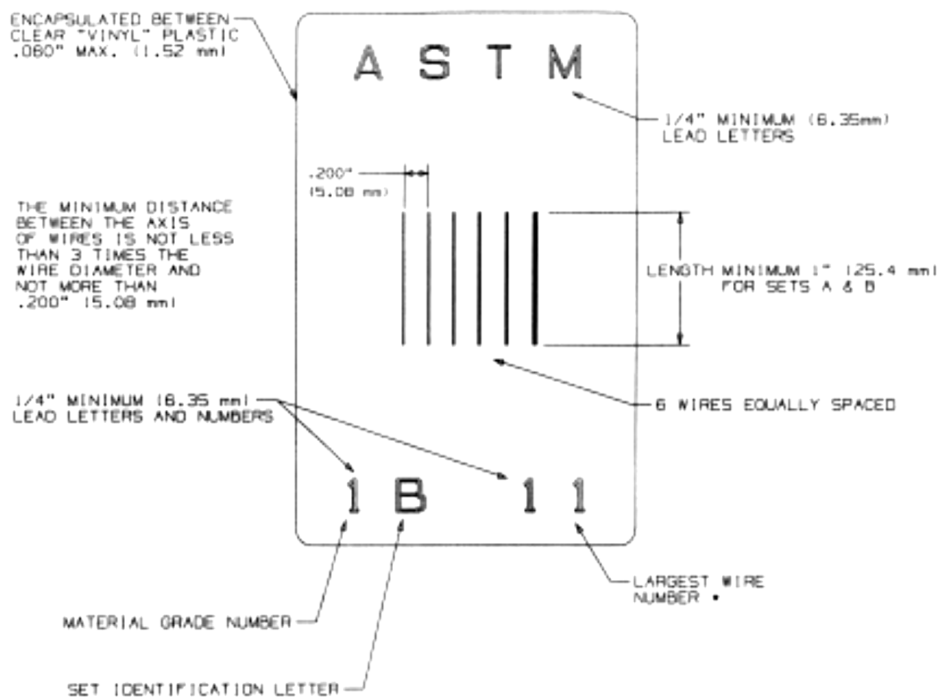 ENCAPSULATED BETWEEN
CLEAR "VINYL" PLASTIC
.060" MAX. (1.52 mm)
A S T M
1/4" MINIMUM (6.35mm)
LEAD LETTERS
.200"
(5.08 mm)
THE MINIMUM DISTANCE
BETWEEN THE AXIS
OF WIRES IS NOT LESS
THAN 3 TIMES THE
WIRE DIAMETER AND
NOT MORE THAN
.200" (5.08 mm)
LENGTH MINIMUM 1" (25.4 mm)
FOR SETS A & B
1/4" MINIMUM (6.35 mm)
LEAD LETTERS AND NUMBERS
6 WIRES EQUALLY SPACED
1 B 1 1
LARGEST WIRE
NUMBER •
MATERIAL GRADE NUMBER
SET IDENTIFICATION LETTER